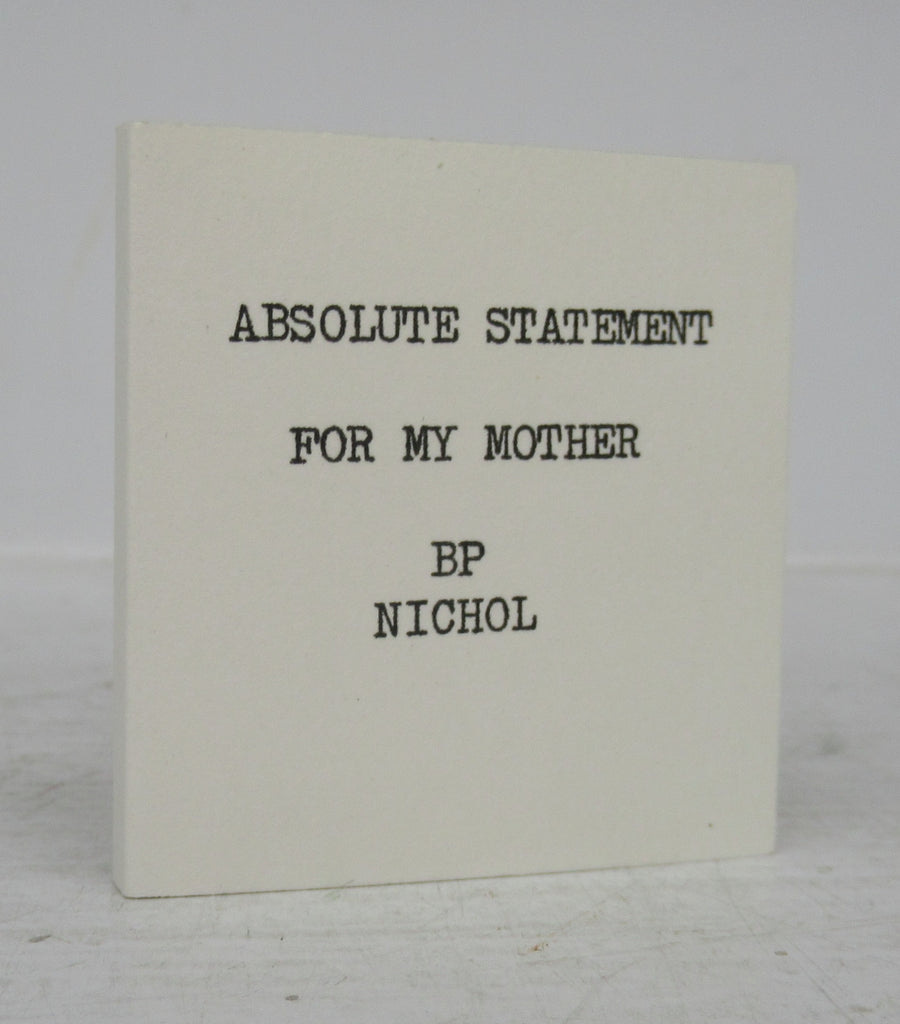 ABSOLUTE STATEMENT
FOR MY MOTHER
BP
NICHOL